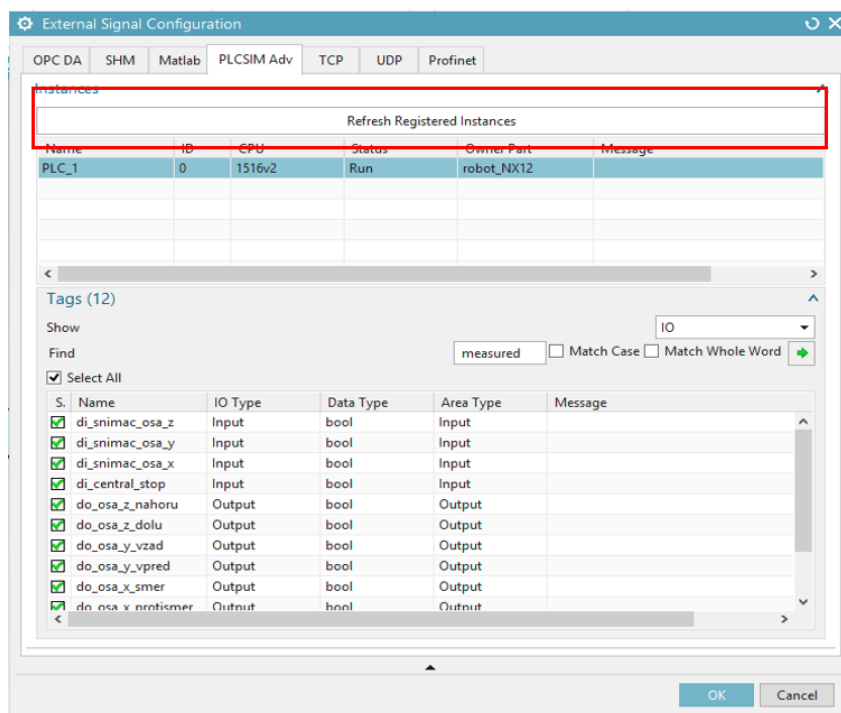 External Signal Configuration
OPC DA SHM Matlab PLCSIM Adv TCP UDP Profinet
Instances
Refresh Registered Instances
Name ID CPU Status Owner Part Message
PLC_1 0 1516v2 Run robot_NX12
Tags (12)
Show IO
Find measured Match Case Match Whole Word
Select All
S. Name IO Type Data Type Area Type Message
di_snimac_osa_z Input bool Input
di_snimac_osa_y Input bool Input
di_snimac_osa_x Input bool Input
di_central_stop Input bool Input
do_osa_z_nahoru Output bool Output
do_osa_z_dolu Output bool Output
do_osa_y_vzad Output bool Output
do_osa_y_vpred Output bool Output
do_osa_x_smer Output bool Output
do_osa_x_protismer Output bool Output
OK Cancel